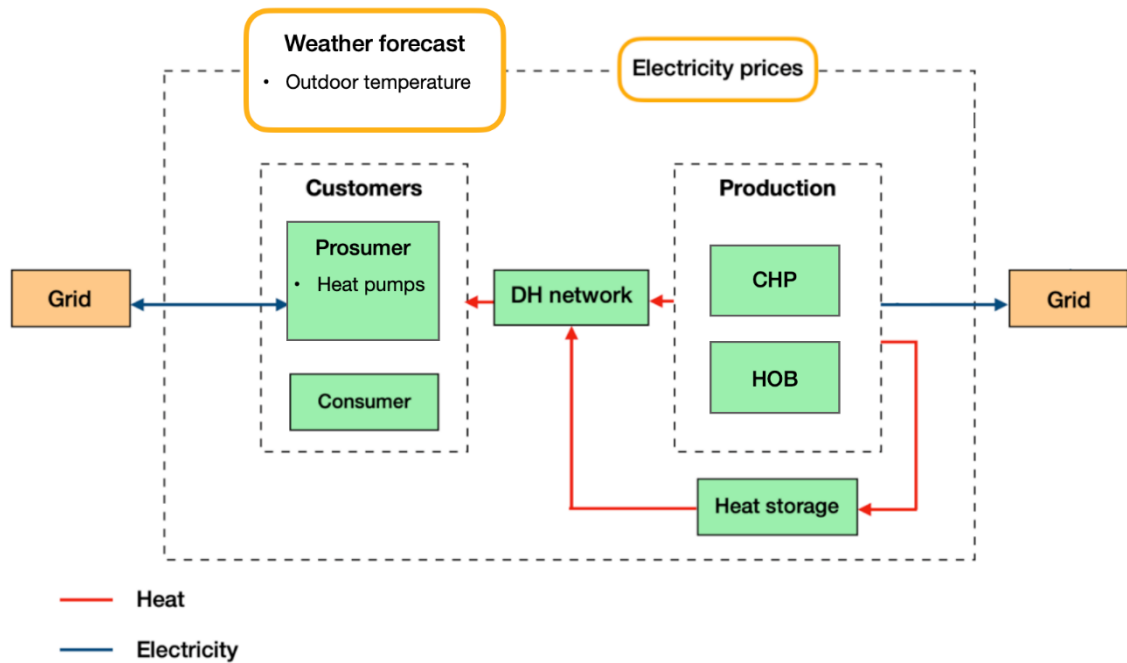 Weather forecast
• Outdoor temperature
Electricity prices
Customers
Production
Prosumer
• Heat pumps
CHP
Grid
DH network
Grid
HOB
Consumer
Heat storage
Heat
Electricity